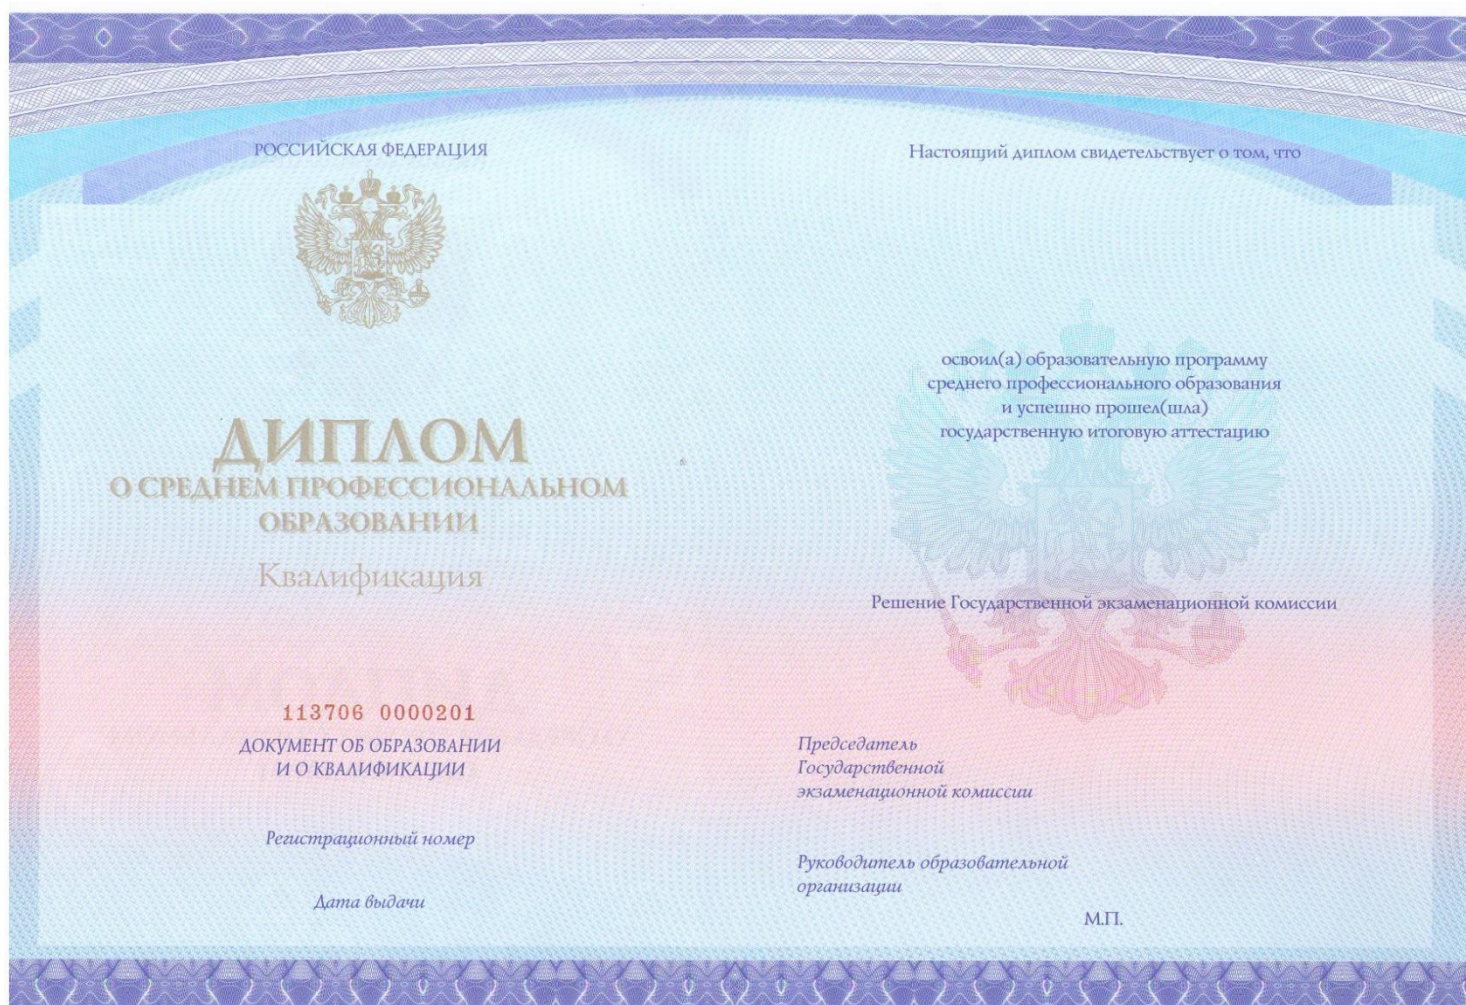 РОССИЙСКАЯ ФЕДЕРАЦИЯ
ДИПЛОМ
О СРЕДНЕМ ПРОФЕССИОНАЛЬНОМ
ОБРАЗОВАНИИ
Квалификация
113706 0000201
ДОКУМЕНТ ОБ ОБРАЗОВАНИИ
И О КВАЛИФИКАЦИИ
Регистрационный номер
Дата выдачи
Настоящий диплом свидетельствует о том, что
освоил(а) образовательную программу
среднего профессионального образования
и успешно прошел(шла)
государственную итоговую аттестацию
Решение Государственной экзаменационной комиссии
Председатель
Государственной
экзаменационной комиссии
Руководитель образовательной
организации
М.П.